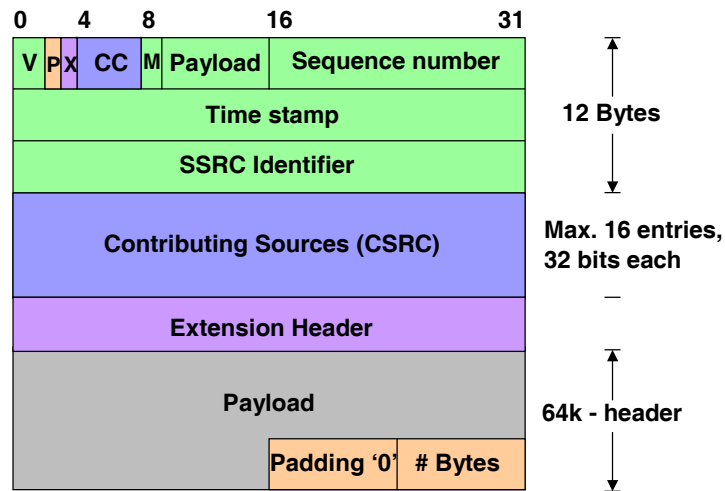 0 4 8 16 31
V P X CC M Payload Sequence number
Time stamp
12 Bytes
SSRC Identifier
Contributing Sources (CSRC)
Max. 16 entries,
32 bits each
Extension Header
Payload
64k - header
Padding ‘0’ # Bytes